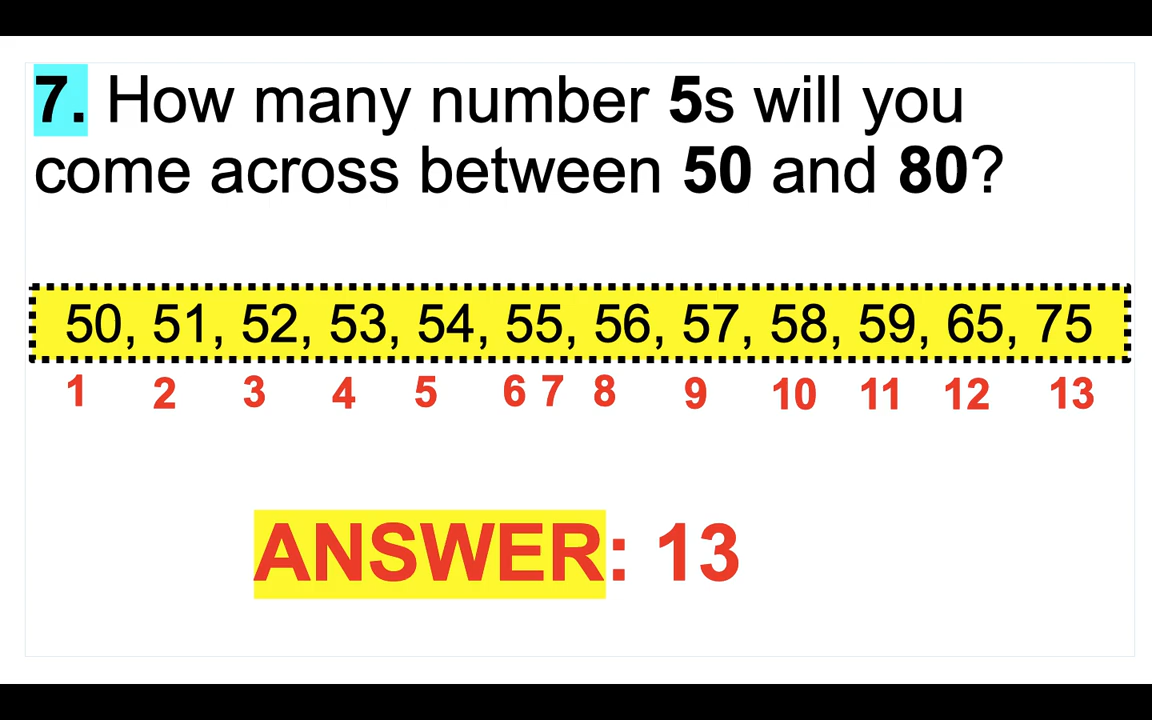 7. How many number 5s will you
come across between 50 and 80?
50, 51, 52, 53, 54, 55, 56, 57, 58, 59, 65, 75
1 2 3 4 5 6 7 8 9 10 11 12 13
ANSWER: 13